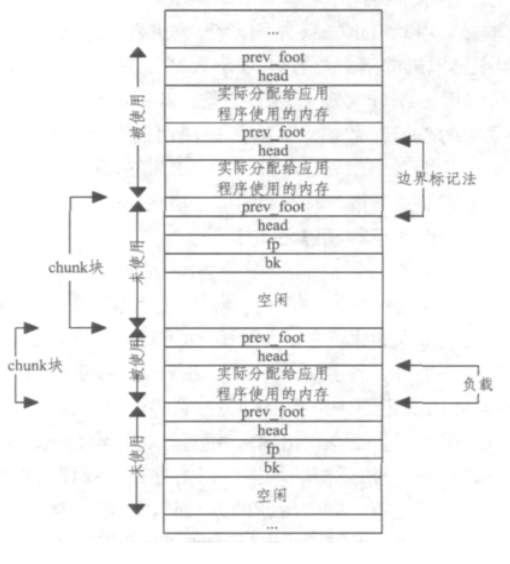 ...
prev_foot
head
实际分配给应用
程序使用的内存
prev_foot
head
实际分配给应用
程序使用的内存
prev_foot
head
fp
bk
空闲
prev_foot
head
实际分配给应用
程序使用的内存
prev_foot
head
fp
bk
空闲
...
被使用
未使用
被使用
未使用
chunk块
chunk块
边界标记法
负载